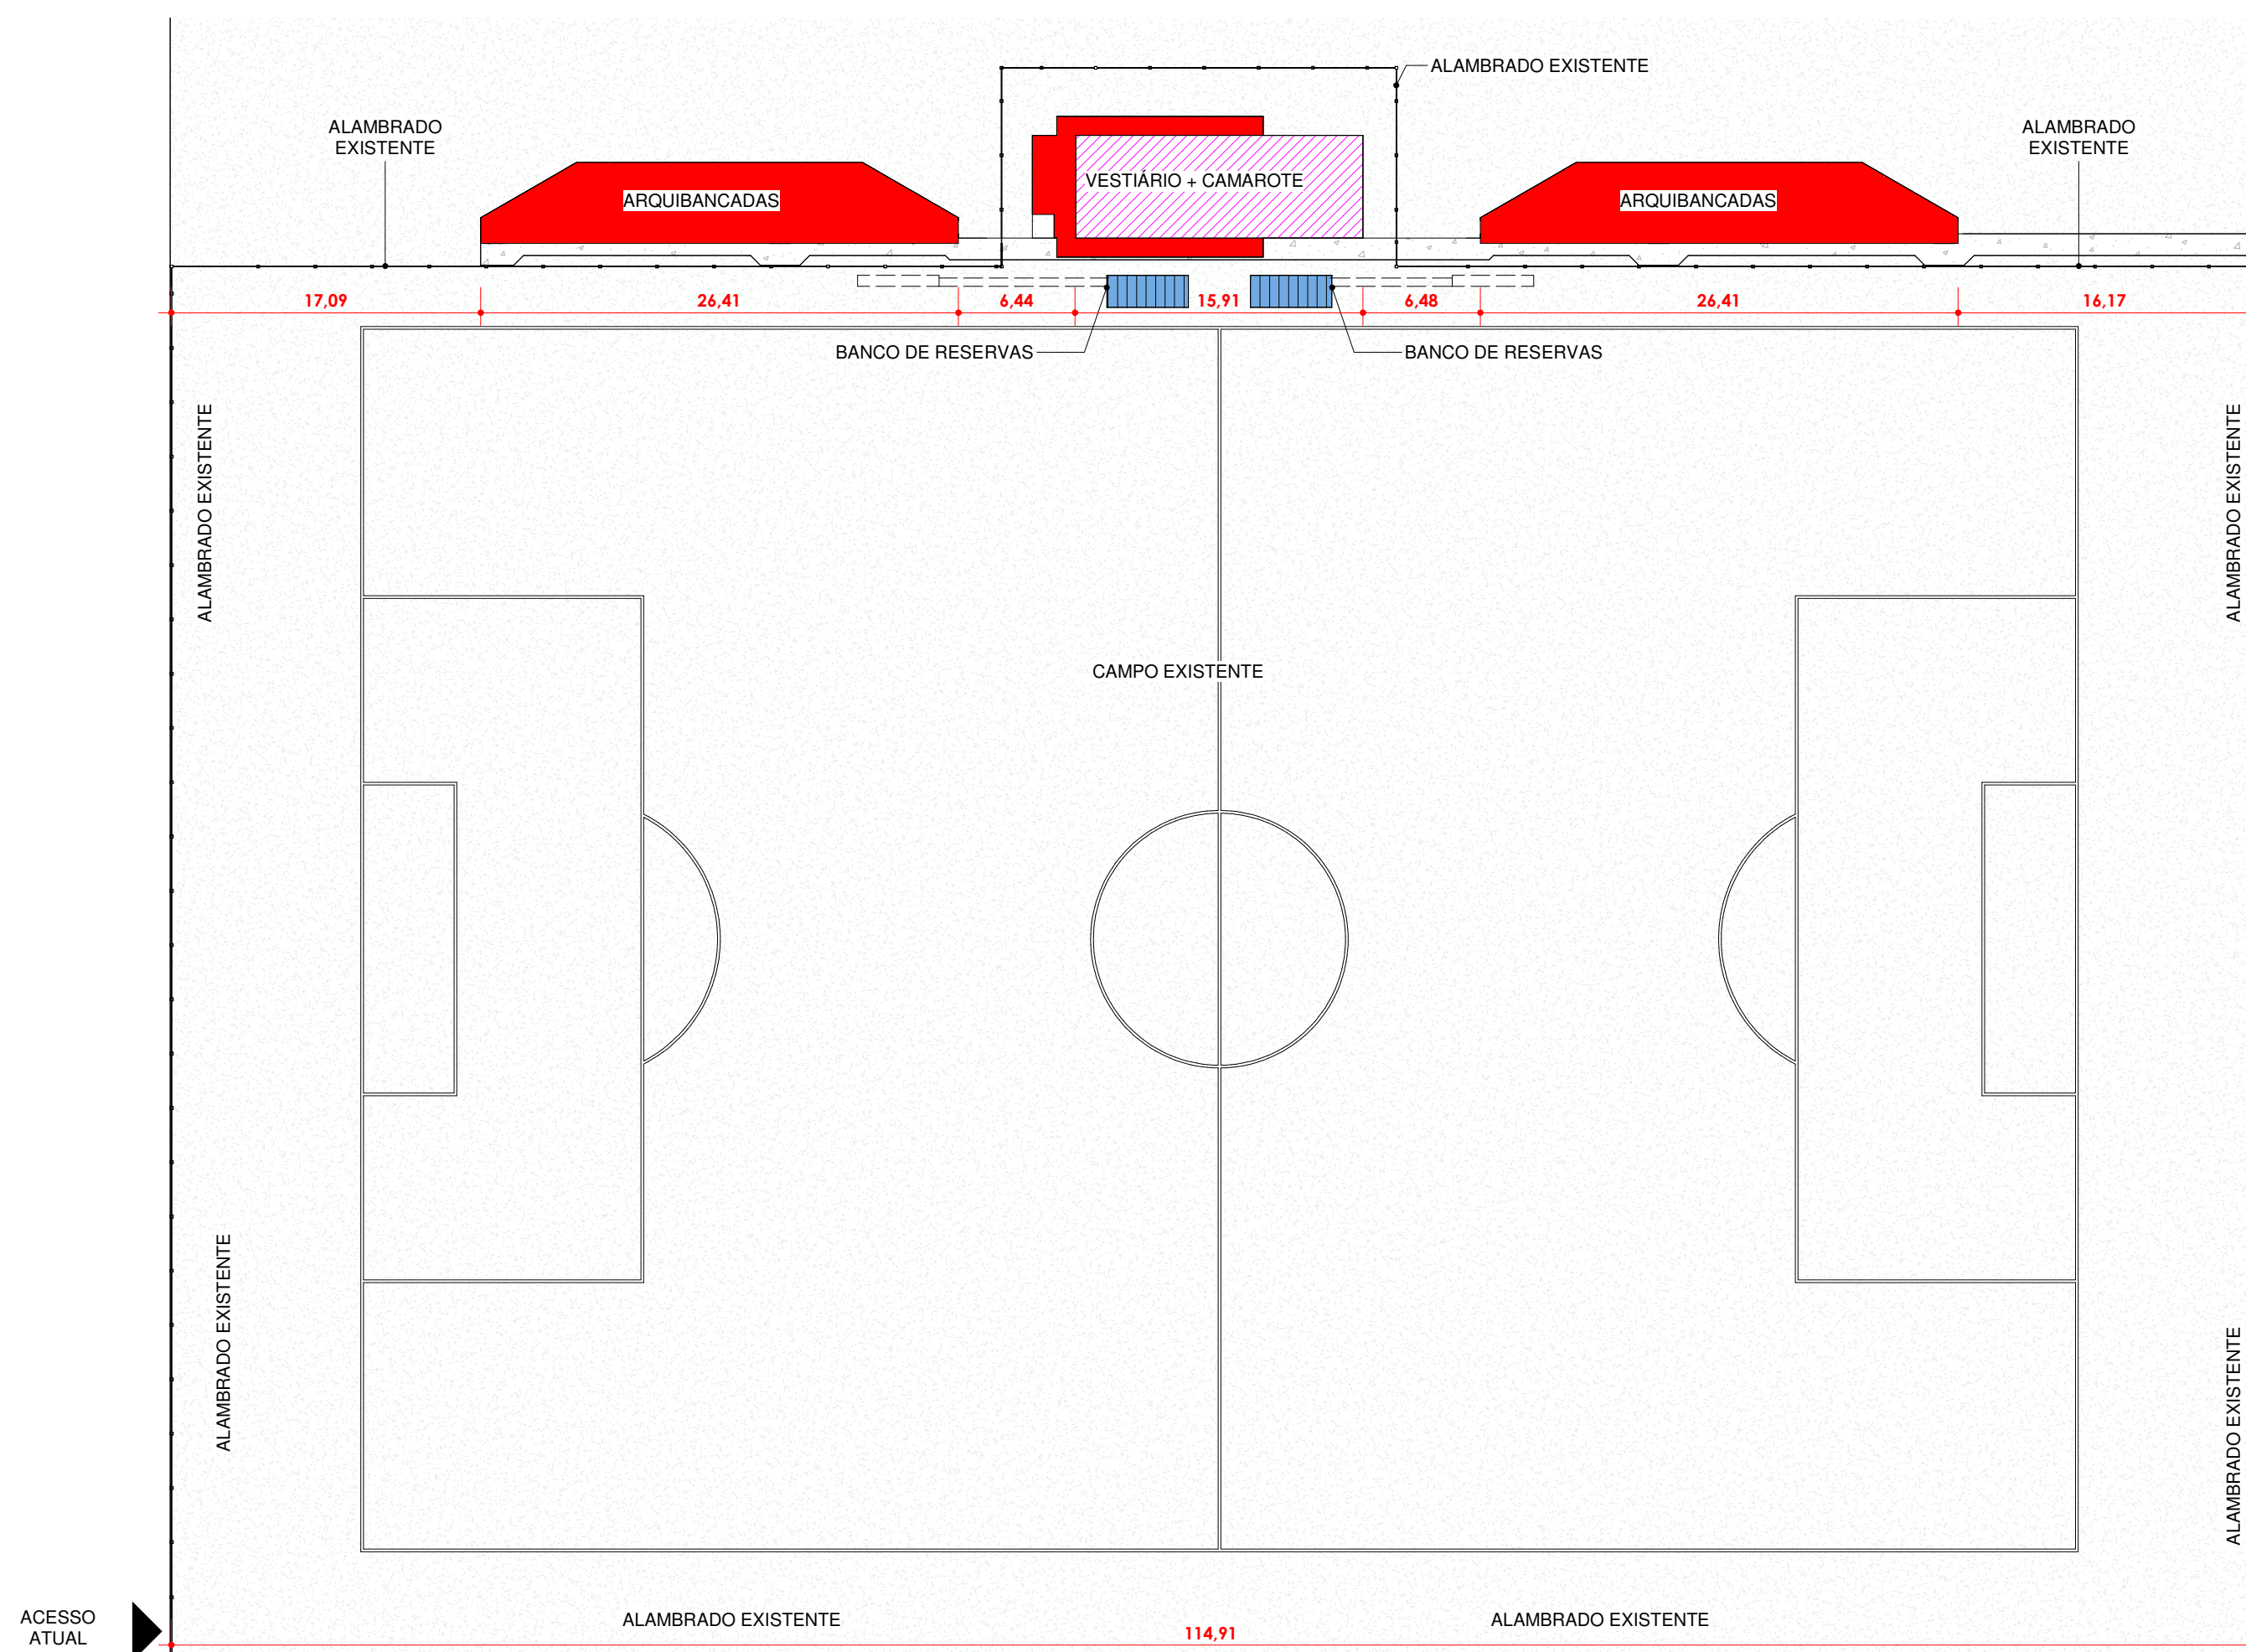 ALAMBRADO EXISTENTE
ALAMBRADO
EXISTENTE
ALAMBRADO
EXISTENTE
VESTIÁRIO + CAMAROTE
ARQUIBANCADAS
ARQUIBANCADAS
17,09
26,41
6,44
15,91
6,48
26,41
16,17
BANCO DE RESERVAS
BANCO DE RESERVAS
ALAMBRADO EXISTENTE
ALAMBRADO EXISTENTE
CAMPO EXISTENTE
ALAMBRADO EXISTENTE
ALAMBRADO EXISTENTE
ACESSO
ATUAL
ALAMBRADO EXISTENTE
ALAMBRADO EXISTENTE
114,91